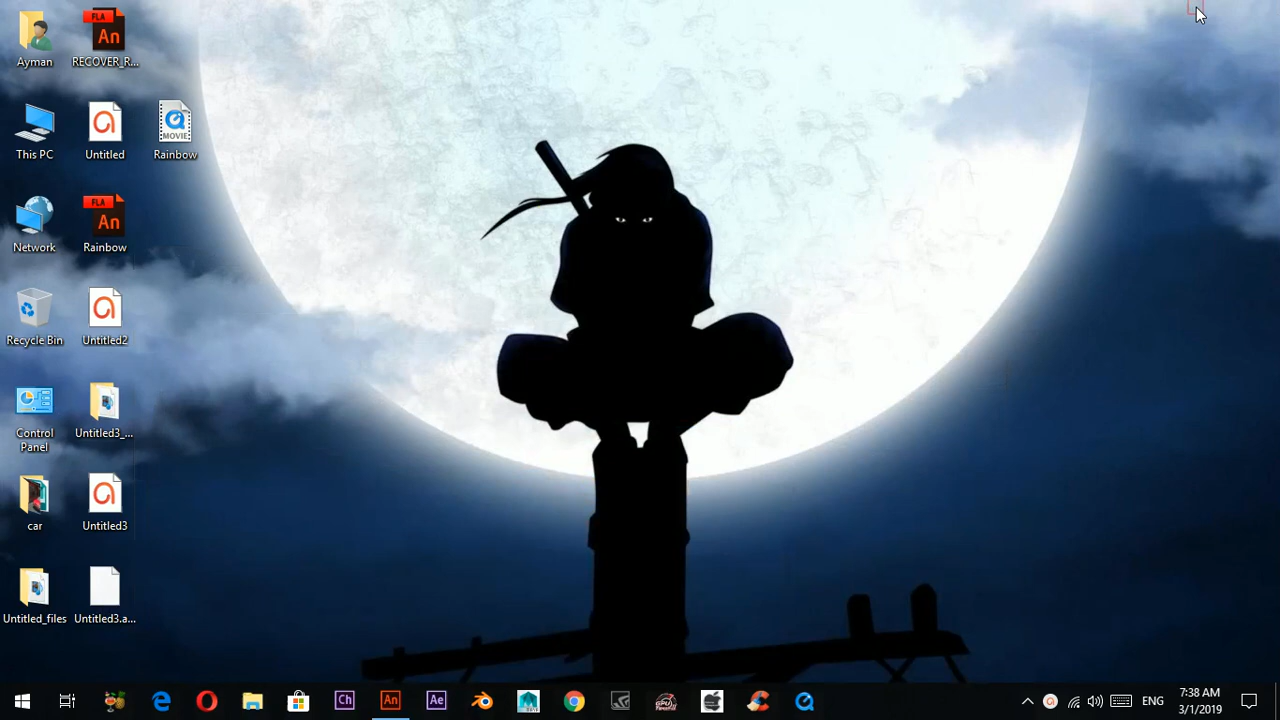 FLA
An
Ayman
RECOVER_R...
MOVIE
This PC
Untitled
Rainbow
FLA
An
Network
Rainbow
Recycle Bin
Untitled2
Control
Panel
Untitled3_...
car
Untitled3
Untitled_files
Untitled3.a...
Ch
An
Ae
ENG
7:38 AM
3/1/2019